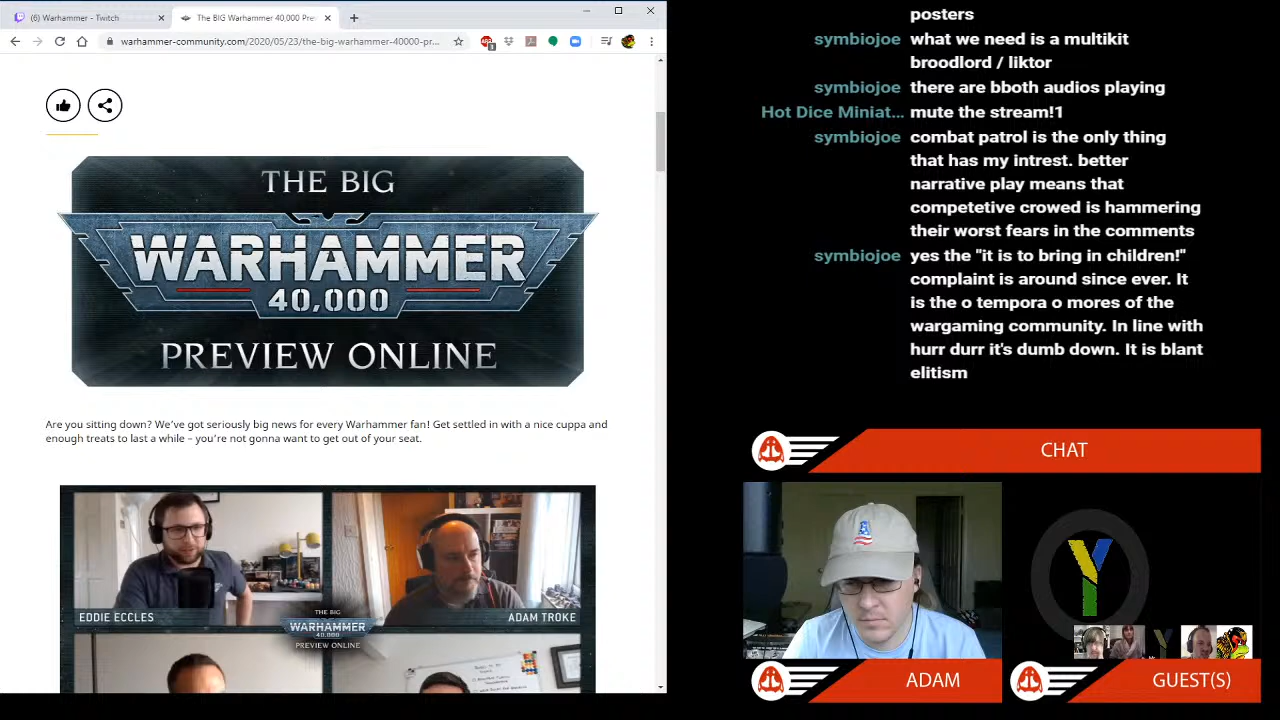 (6) Warhammer - Twitch
The BIG Warhammer 40,000 Pre
warhammer-community.com/2020/05/23/the-big-warhammer-40000-pr...
THE BIG
WARHAMMER
40,000
PREVIEW ONLINE
Are you sitting down? We've got seriously big news for every Warhammer fan! Get settled in with a nice cuppa and
enough treats to last a while – you're not gonna want to get out of your seat.
EDDIE ECCLES
ADAM TROKE
THE BIG
WARHAMMER
40,000
PREVIEW ONLINE
posters
symbiojoe what we need is a multikit
broodlord / liktor
symbiojoe there are bboth audios playing
Hot Dice Miniat... mute the stream!1
symbiojoe combat patrol is the only thing
that has my intrest. better
narrative play means that
competetive crowed is hammering
their worst fears in the comments
symbiojoe yes the "it is to bring in children!"
complaint is around since ever. It
is the o tempora o mores of the
wargaming community. In line with
hurr durr it's dumb down. It is blant
elitism
CHAT
Y
ADAM
GUEST(S)